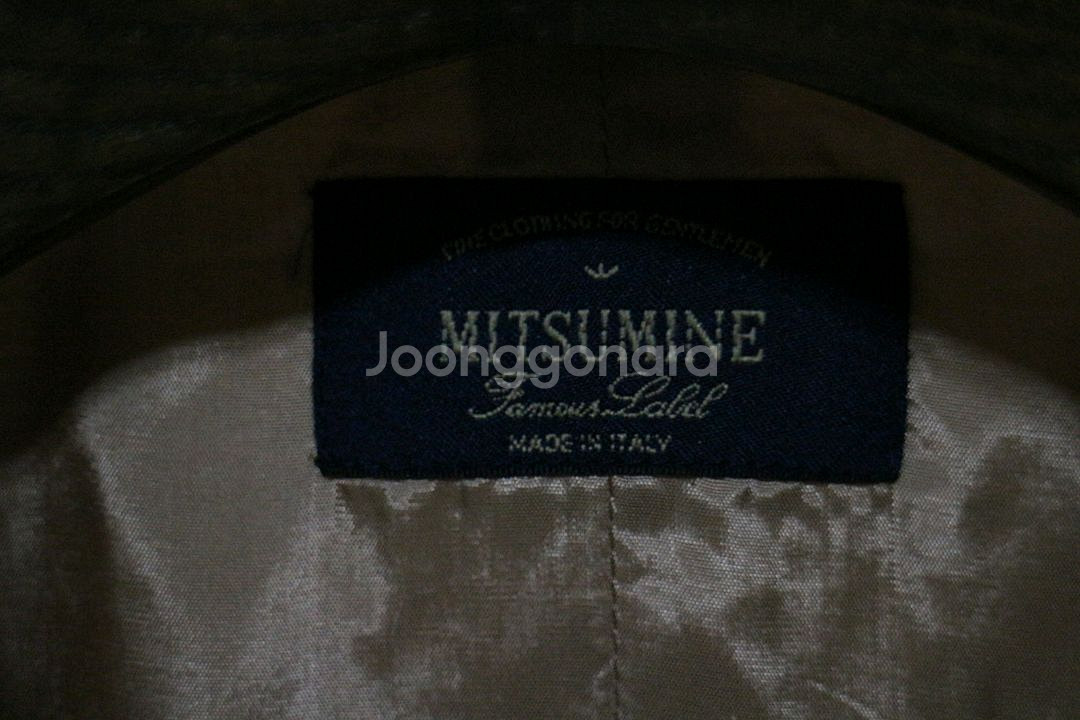 FINE CLOTHING FOR GENTLEMEN
MITSUMINE
Joonggonara
Famous Label
MADE IN ITALY